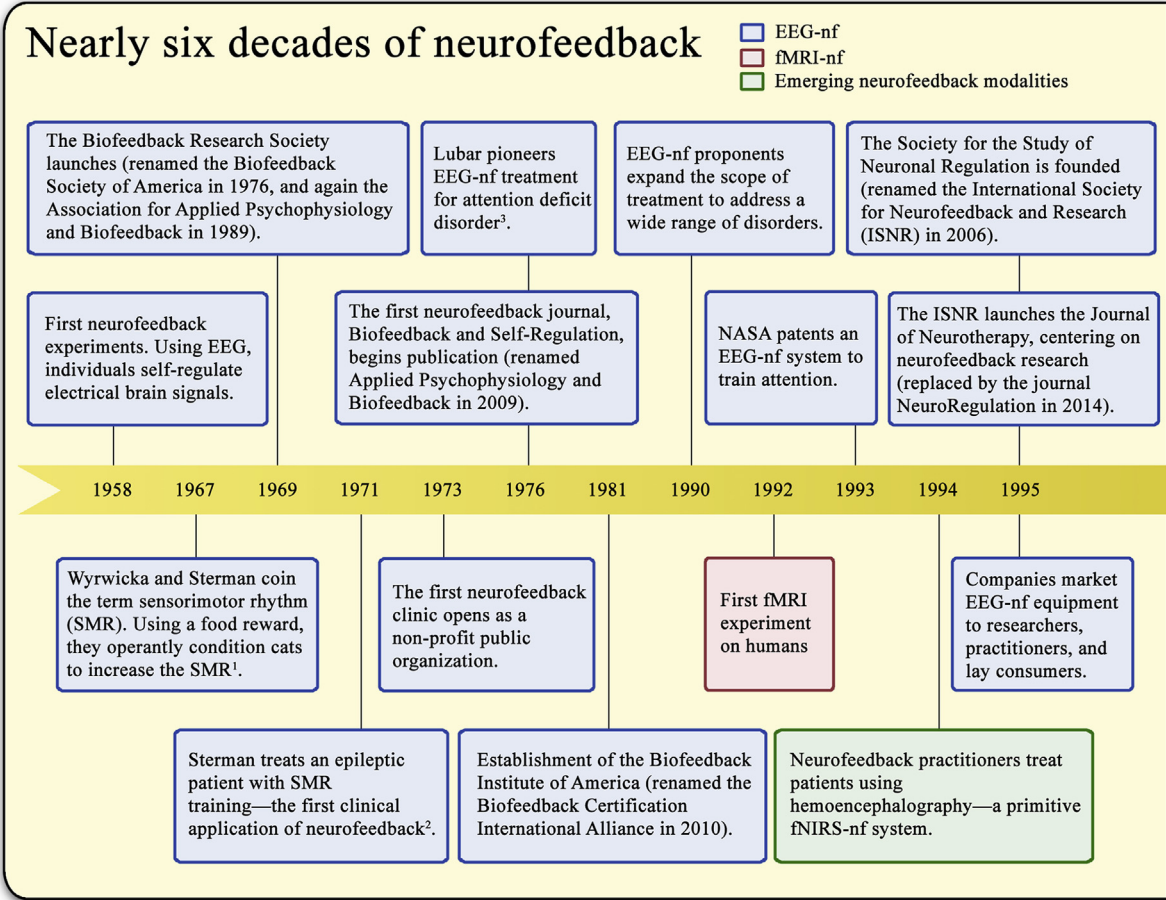 Nearly six decades of neurofeedback
EEG-nf
fMRI-nf
Emerging neurofeedback modalities
The Biofeedback Research Society
launches (renamed the Biofeedback
Society of America in 1976, and again the
Association for Applied Psychophysiology
and Biofeedback in 1989).
Lubar pioneers
EEG-nf treatment
for attention deficit
disorder³.
EEG-nf proponents
expand the scope of
treatment to address a
wide range of disorders.
The Society for the Study of
Neuronal Regulation is founded
(renamed the International Society
for Neurofeedback and Research
(ISNR) in 2006).
First neurofeedback
experiments. Using EEG,
individuals self-regulate
electrical brain signals.
The first neurofeedback journal,
Biofeedback and Self-Regulation,
begins publication (renamed
Applied Psychophysiology and
Biofeedback in 2009).
NASA patents an
EEG-nf system to
train attention.
The ISNR launches the Journal
of Neurotherapy, centering on
neurofeedback research
(replaced by the journal
NeuroRegulation in 2014).
1958 1967 1969 1971 1973 1976 1981 1990 1992 1993 1994 1995
Wyrwicka and Sterman coin
the term sensorimotor rhythm
(SMR). Using a food reward,
they operantly condition cats
to increase the SMR¹.
The first neurofeedback
clinic opens as a
non-profit public
organization.
First fMRI
experiment
on humans
Companies market
EEG-nf equipment
to researchers,
practitioners, and
lay consumers.
Sterman treats an epileptic
patient with SMR
training—the first clinical
application of neurofeedback².
Establishment of the Biofeedback
Institute of America (renamed the
Biofeedback Certification
International Alliance in 2010).
Neurofeedback practitioners treat
patients using
hemoencephalography—a primitive
fNIRS-nf system.